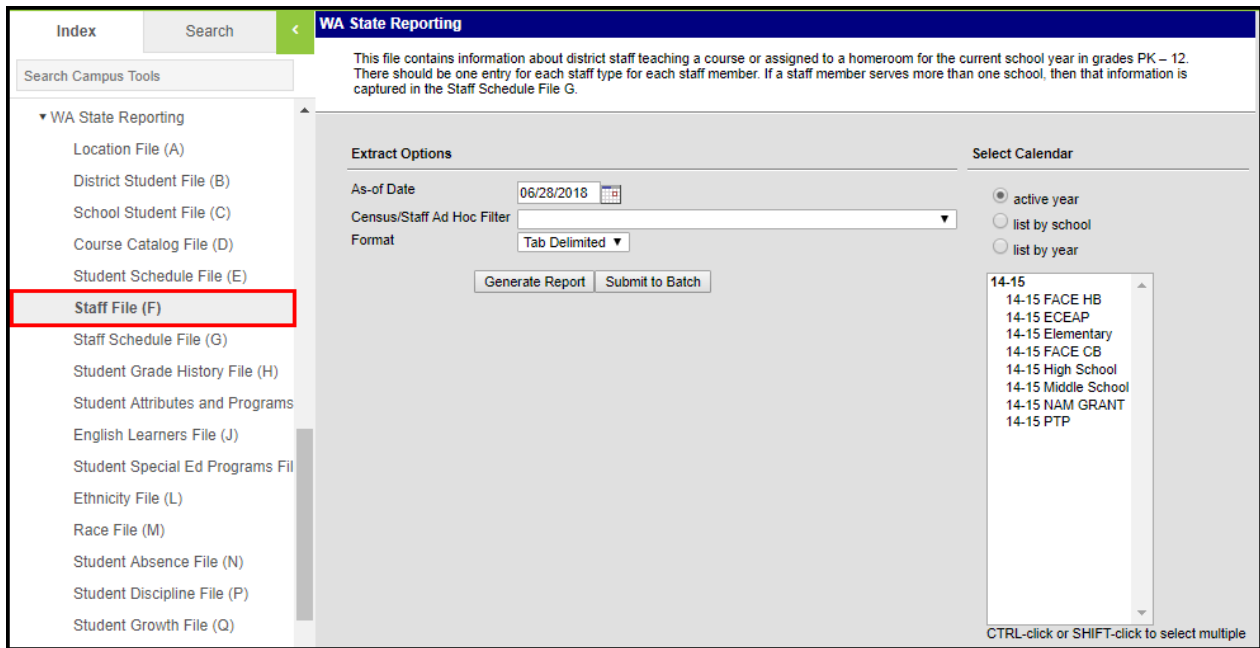 Index
Search
<
Search Campus Tools
WA State Reporting
Location File (A)
District Student File (B)
School Student File (C)
Course Catalog File (D)
Student Schedule File (E)
Staff File (F)
Staff Schedule File (G)
Student Grade History File (H)
Student Attributes and Programs
English Learners File (J)
Student Special Ed Programs Fil
Ethnicity File (L)
Race File (M)
Student Absence File (N)
Student Discipline File (P)
Student Growth File (Q)
WA State Reporting
This file contains information about district staff teaching a course or assigned to a homeroom for the current school year in grades PK – 12.
There should be one entry for each staff type for each staff member. If a staff member serves more than one school, then that information is
captured in the Staff Schedule File G.
Extract Options
As-of Date
06/28/2018
Census/Staff Ad Hoc Filter
Format
Tab Delimited
Generate Report
Submit to Batch
Select Calendar
active year
list by school
list by year
14-15
14-15 FACE HB
14-15 ECEAP
14-15 Elementary
14-15 FACE CB
14-15 High School
14-15 Middle School
14-15 NAM GRANT
14-15 PTP
CTRL-click or SHIFT-click to select multiple